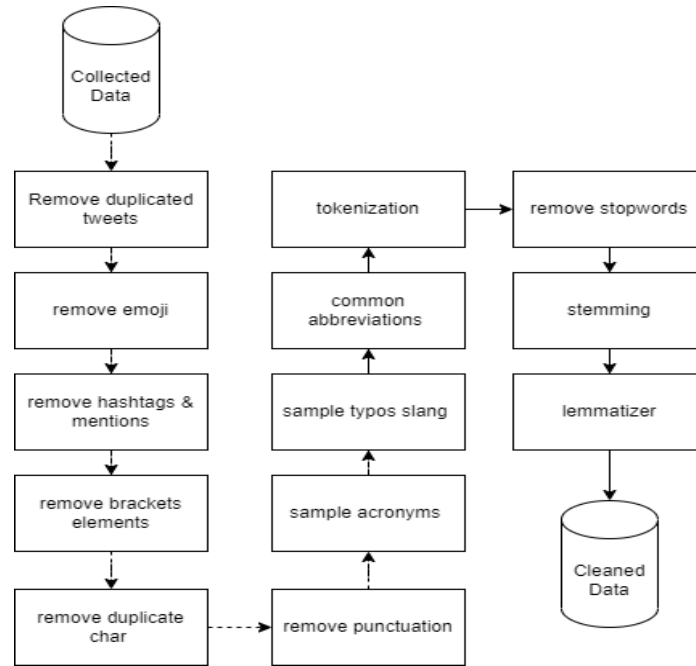 Collected
Data
Remove duplicated
tweets
remove emoji
remove hashtags &
mentions
remove brackets
elements
remove duplicate
char
remove punctuation
sample acronyms
sample typos slang
common
abbreviations
tokenization
remove stopwords
stemming
lemmatizer
Cleaned
Data